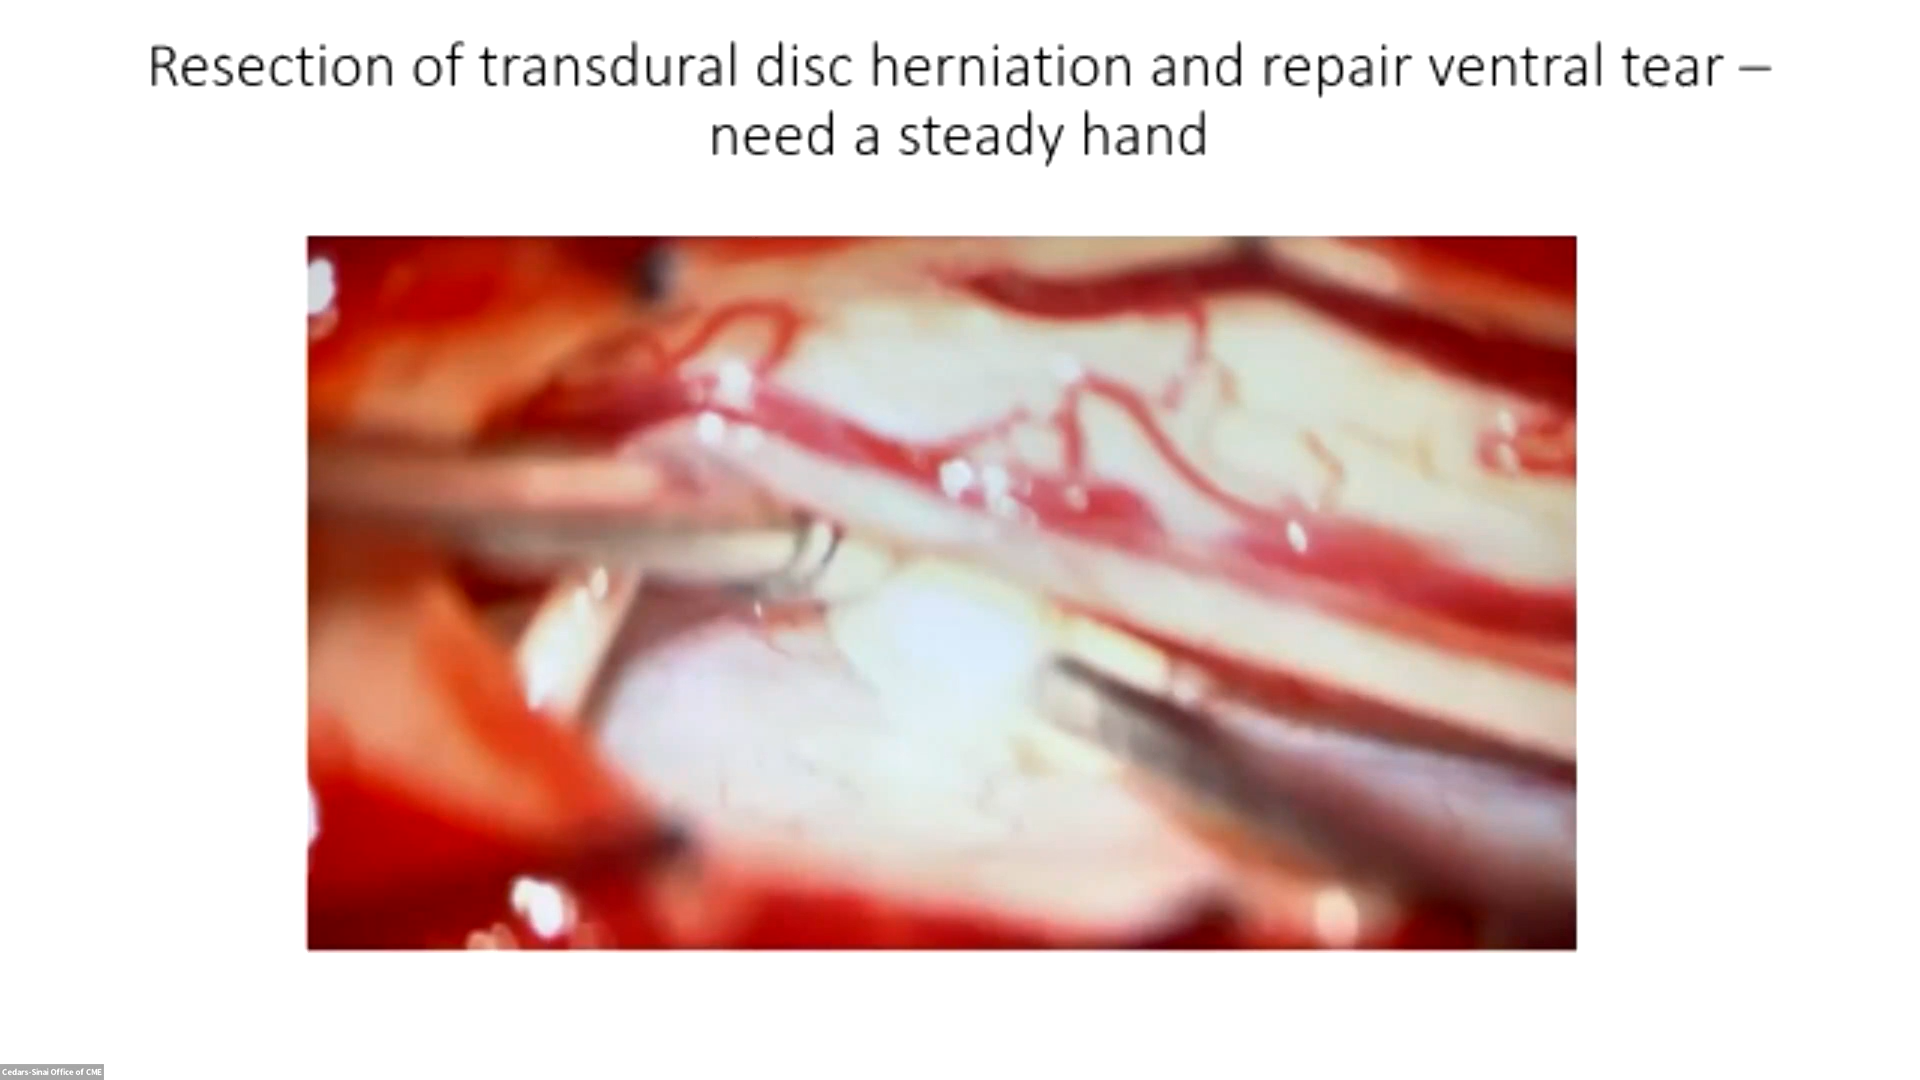 Resection of transdural disc herniation and repair ventral tear –
need a steady hand
Cedars-Sinai Office of CME